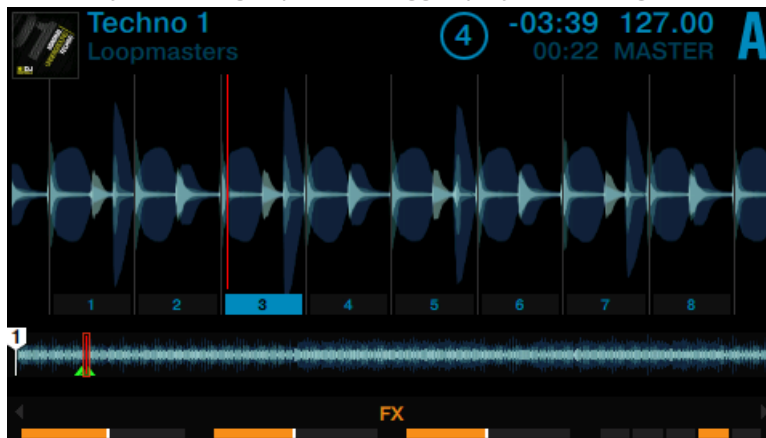 Techno 1
Loopmasters
4
-03:39 127.00
00:22 MASTER
A
1 2 3 4 5 6 7 8
1
FX